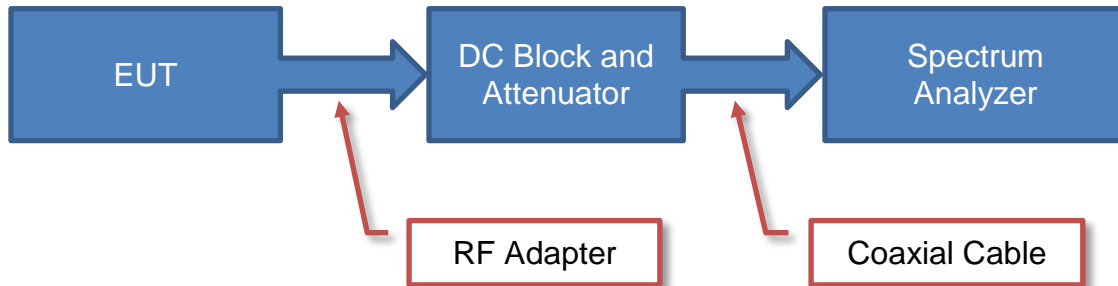 EUT
DC Block and
Attenuator
Spectrum
Analyzer
RF Adapter
Coaxial Cable